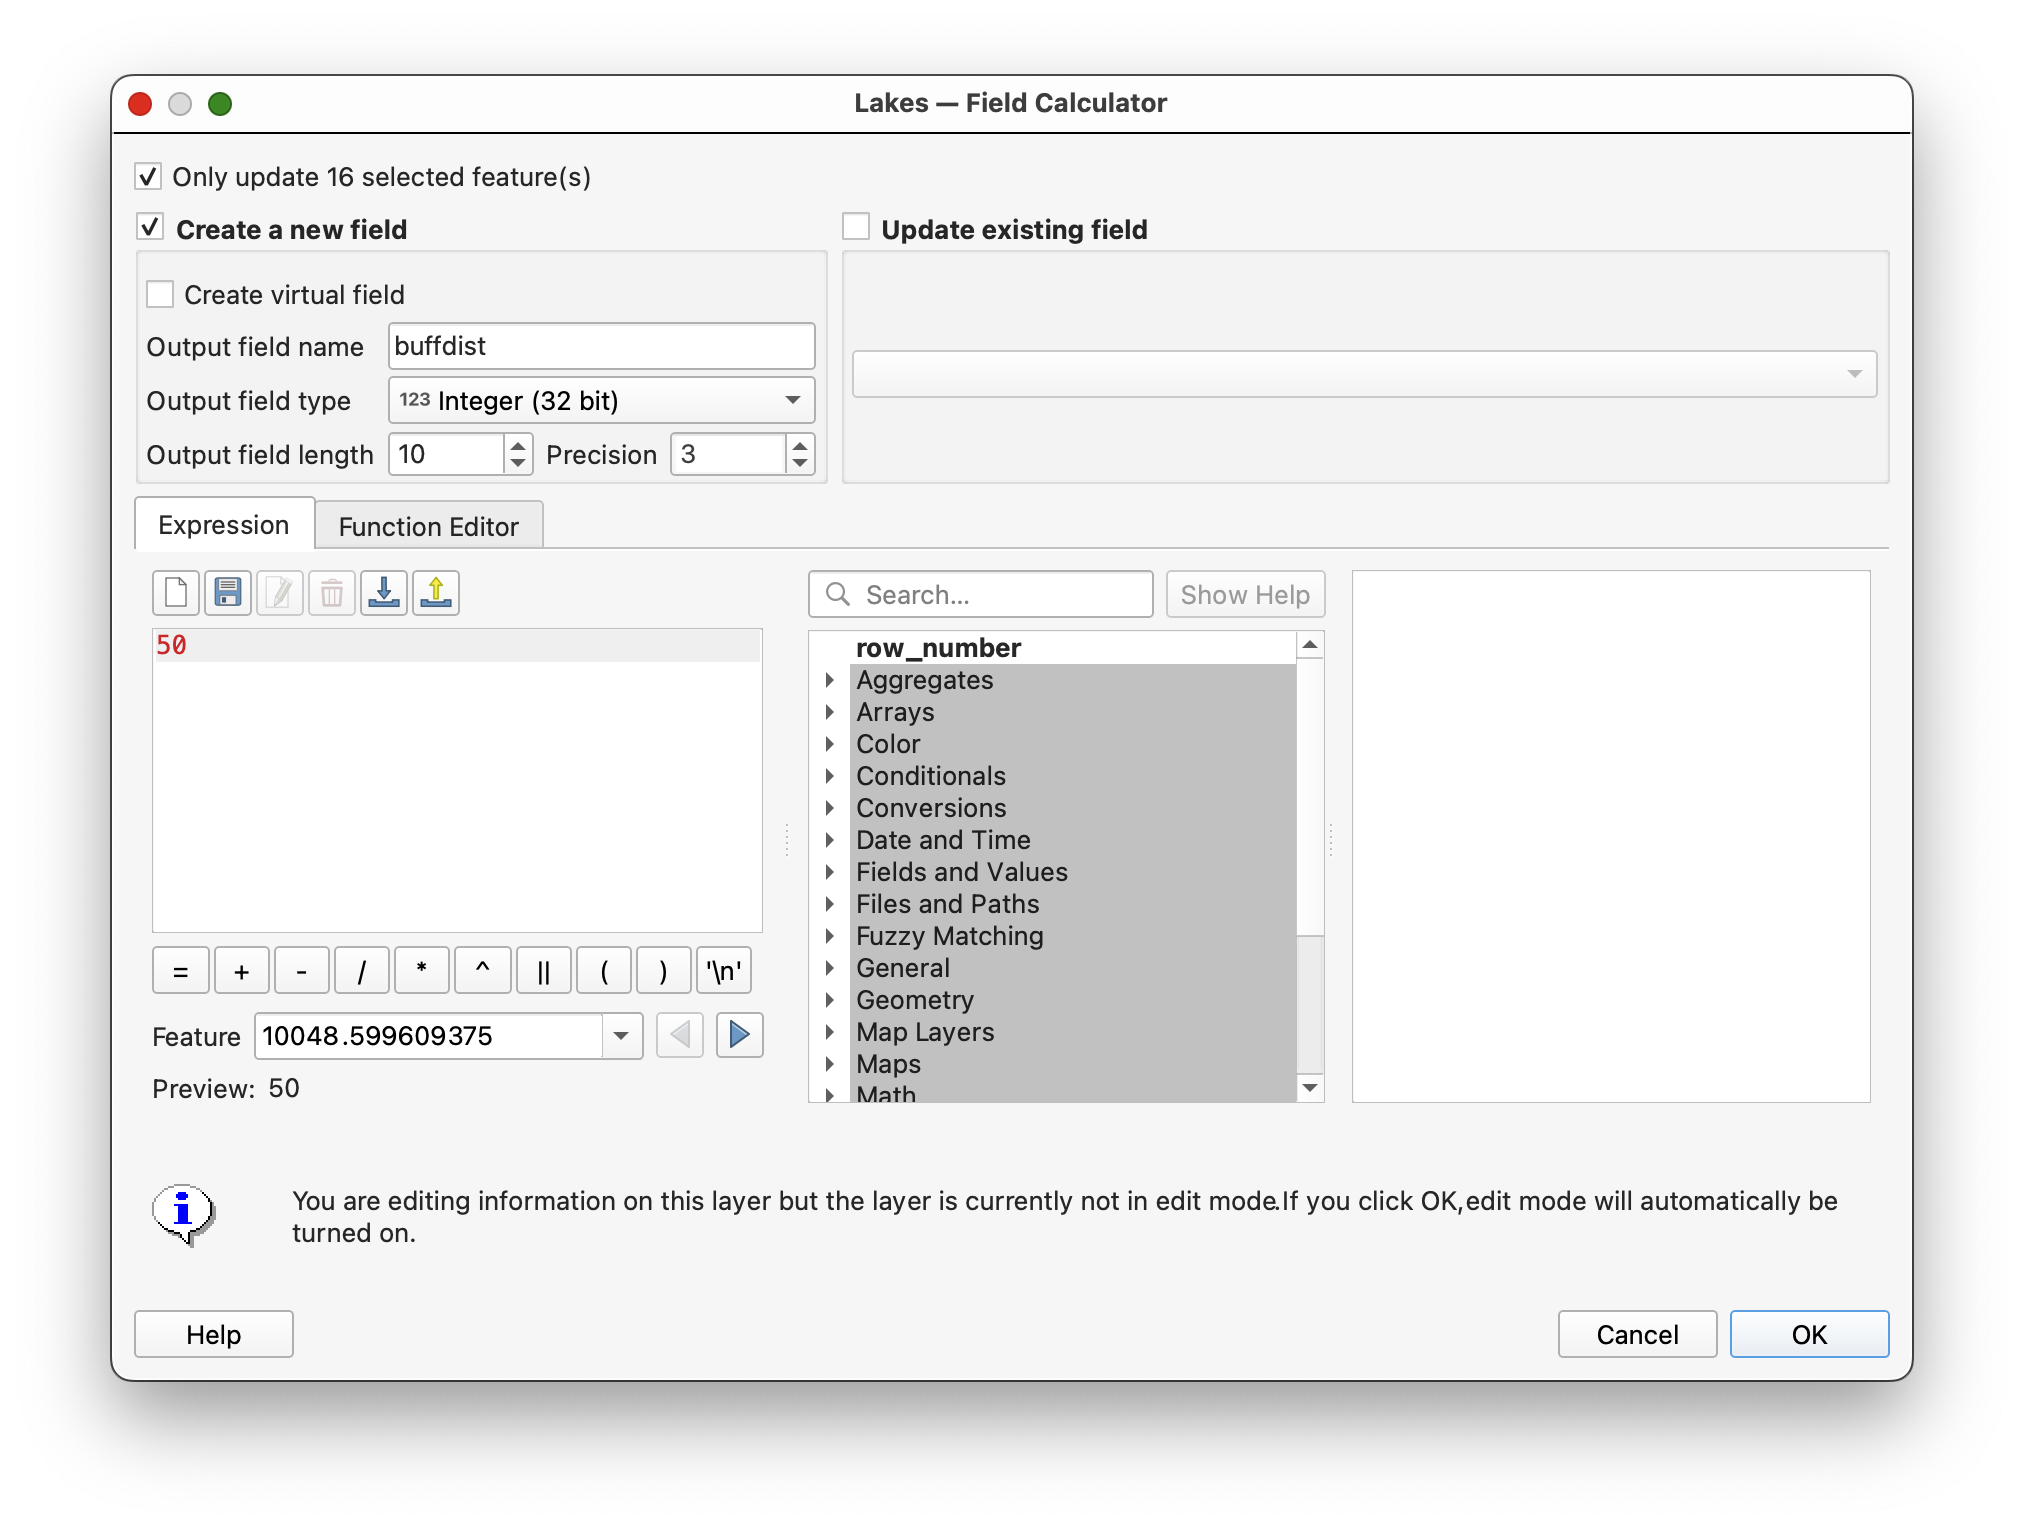 Lakes — Field Calculator
Only update 16 selected feature(s)
Create a new field
Update existing field
Create virtual field
Output field name buffdist
Output field type 123 Integer (32 bit)
Output field length 10 Precision 3
Expression Function Editor
Search... Show Help
50
row_number
Aggregates
Arrays
Color
Conditionals
Conversions
Date and Time
Fields and Values
Files and Paths
Fuzzy Matching
General
Geometry
Map Layers
Maps
Math
= + - / * ^ || ( ) '\n'
Feature 10048.599609375
Preview: 50
You are editing information on this layer but the layer is currently not in edit mode.If you click OK,edit mode will automatically be
turned on.
Help Cancel OK